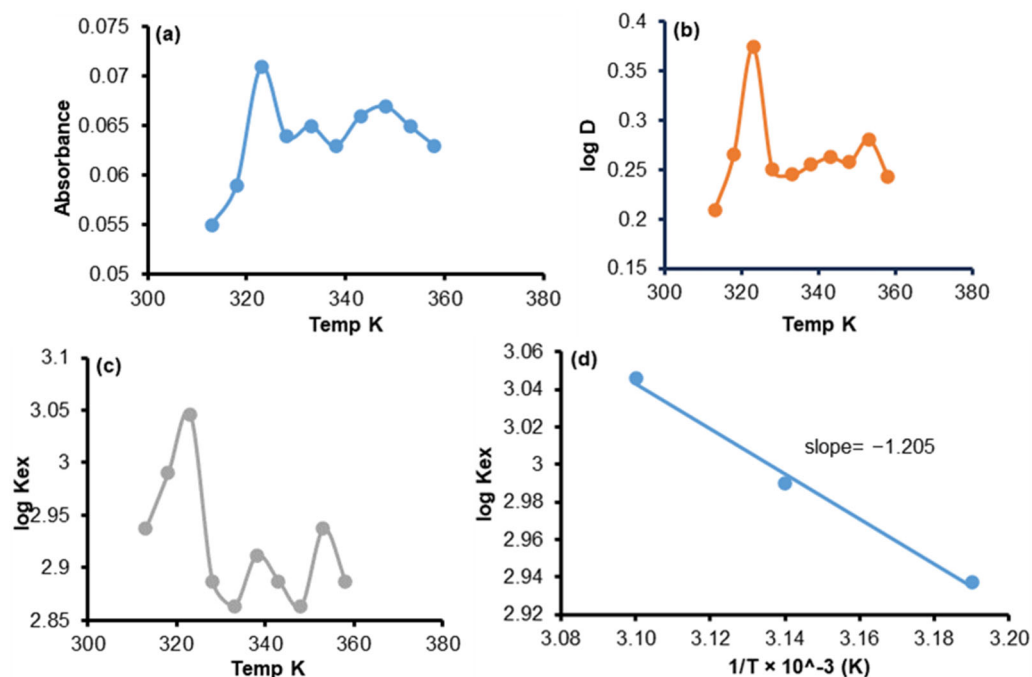 (a)
0.075
0.07
0.065
0.06
0.055
0.05
Absorbance
300 320 340 360 380
Temp K
(b)
0.4
0.35
0.3
0.25
0.2
0.15
log D
300 320 340 360 380
Temp K
(c)
3.1
3.05
3
2.95
2.9
2.85
log Kex
300 320 340 360 380
Temp K
(d)
3.06
3.04
3.02
3
2.98
2.96
2.94
2.92
log Kex
slope= −1.205
3.08 3.10 3.12 3.14 3.16 3.18 3.20
1/T × 10^-3 (K)